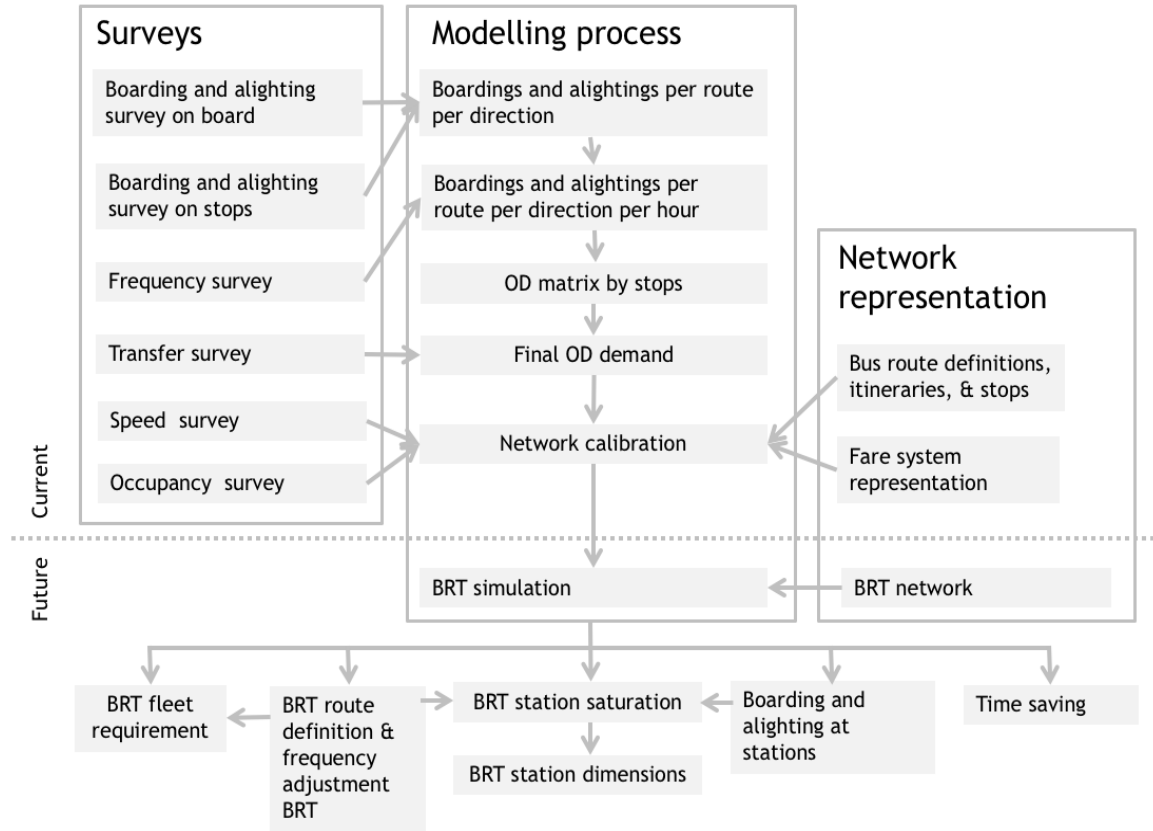 Surveys
Boarding and alighting
survey on board
Boarding and alighting
survey on stops
Frequency survey
Transfer survey
Speed survey
Occupancy survey
Modelling process
Boardings and alightings per route
per direction
Boardings and alightings per
route per direction per hour
OD matrix by stops
Final OD demand
Network calibration
BRT simulation
Network
representation
Bus route definitions,
itineraries, & stops
Fare system
representation
BRT network
Current
Future
BRT fleet
requirement
BRT route
definition &
frequency
adjustment
BRT
BRT station saturation
BRT station dimensions
Boarding and
alighting at
stations
Time saving